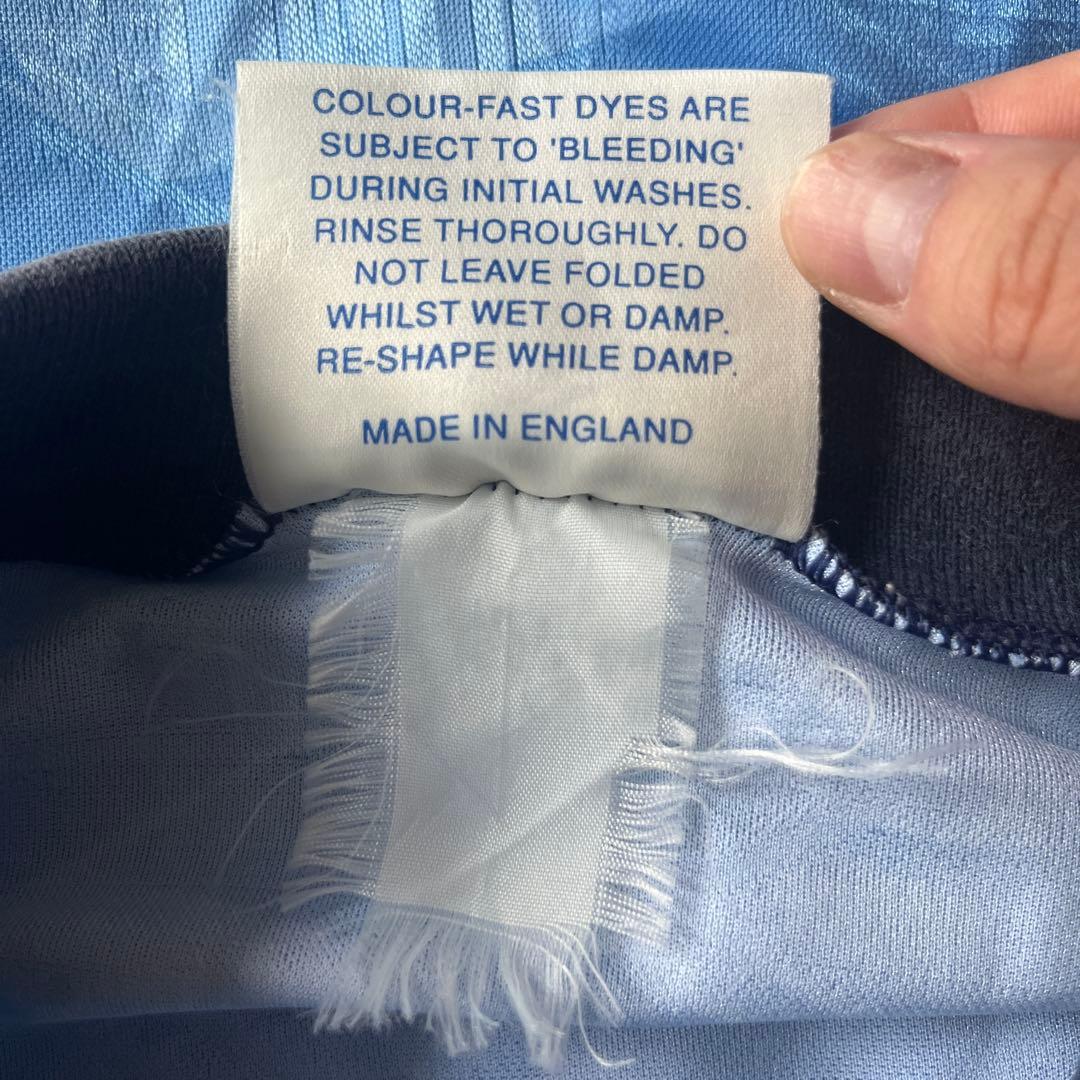 COLOUR-FAST DYES ARE
SUBJECT TO 'BLEEDING'
DURING INITIAL WASHES.
RINSE THOROUGHLY. DO
NOT LEAVE FOLDED
WHILST WET OR DAMP.
RE-SHAPE WHILE DAMP.
MADE IN ENGLAND